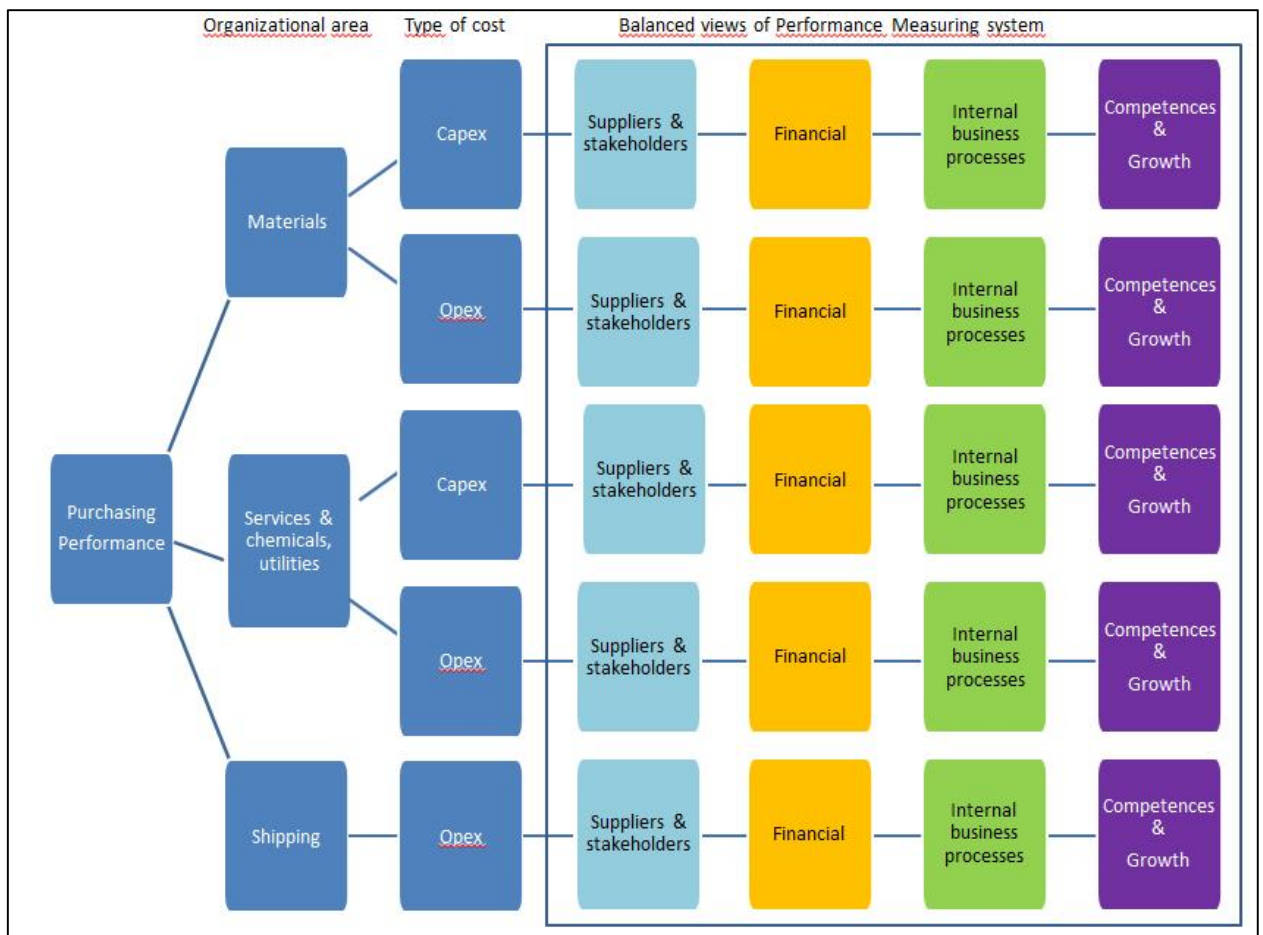 Organizational area Type of cost Balanced views of Performance Measuring system
Capex
Suppliers &
stakeholders
Financial
Internal
business
processes
Competences
&
Growth
Materials
Opex
Suppliers &
stakeholders
Financial
Internal
business
processes
Competences
&
Growth
Purchasing
Performance
Services &
chemicals,
utilities
Capex
Suppliers &
stakeholders
Financial
Internal
business
processes
Competences
&
Growth
Opex
Suppliers &
stakeholders
Financial
Internal
business
processes
Competences
&
Growth
Shipping
Opex
Suppliers &
stakeholders
Financial
Internal
business
processes
Competences
&
Growth